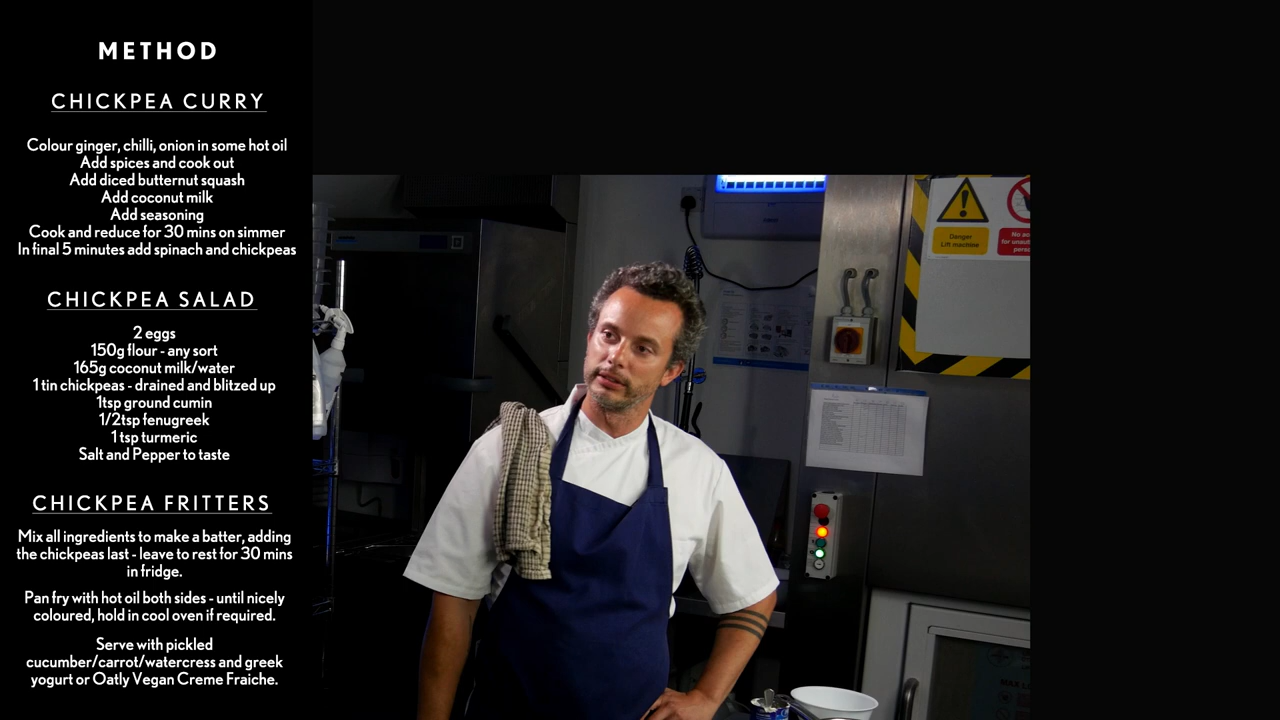 METHOD
CHICKPEA CURRY
Colour ginger, chilli, onion in some hot oil
Add spices and cook out
Add diced butternut squash
Add coconut milk
Add seasoning
Cook and reduce for 30 mins on simmer
In final 5 minutes add spinach and chickpeas
CHICKPEA SALAD
2 eggs
150g flour - any sort
165g coconut milk/water
1 tin chickpeas - drained and blitzed up
1tsp ground cumin
1/2tsp fenugreek
1 tsp turmeric
Salt and Pepper to taste
CHICKPEA FRITTERS
Mix all ingredients to make a batter, adding
the chickpeas last - leave to rest for 30 mins
in fridge.
Pan fry with hot oil both sides - until nicely
coloured, hold in cool oven if required.
Serve with pickled
cucumber/carrot/watercress and greek
yogurt or Oatly Vegan Creme Fraiche.
Danger
Lift machine
No
for